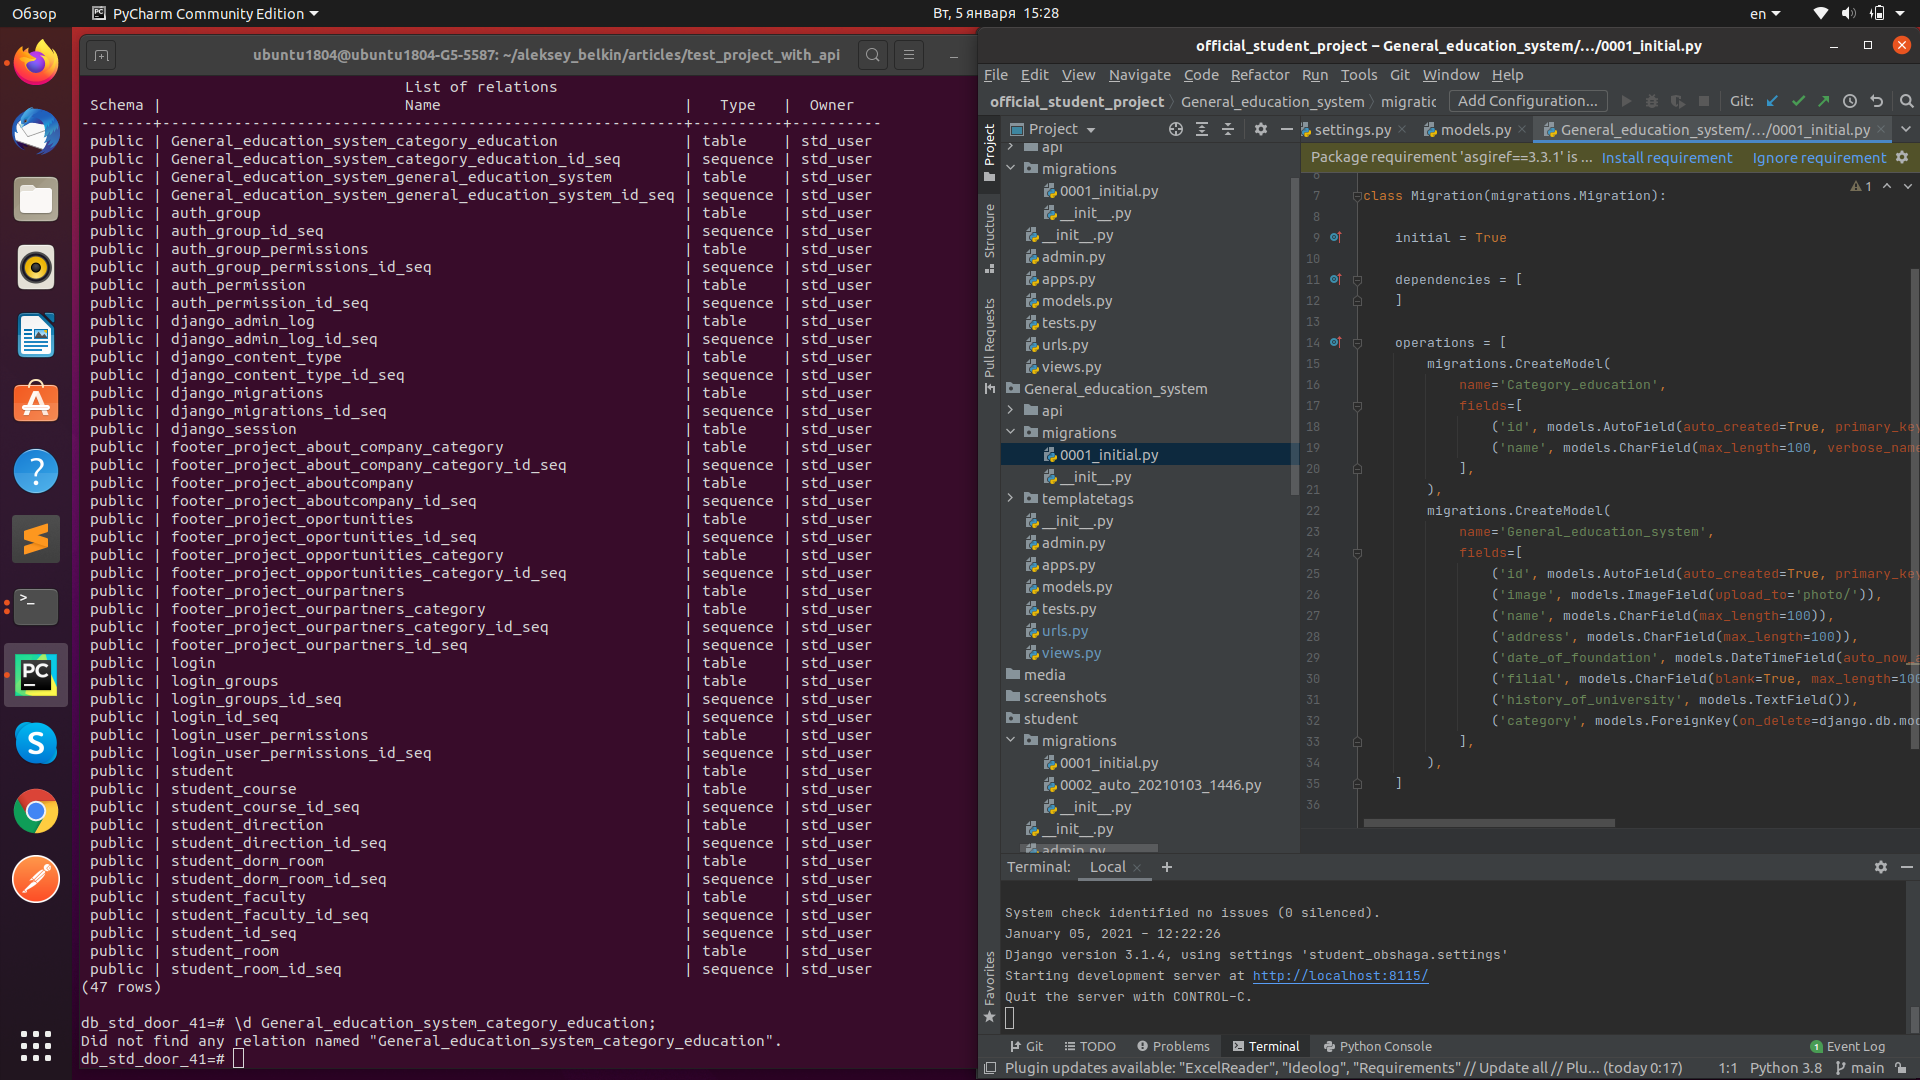 Обзор
PyCharm Community Edition
Вт, 5 января 15:28
en
ubuntu1804@ubuntu1804-G5-5587: ~/aleksey_belkin/articles/test_project_with_api
List of relations
Schema | Name | Type | Owner
--------+----------------------------------------------------------+----------+----------
public | General_education_system_category_education | table | std_user
public | General_education_system_category_education_id_seq | sequence | std_user
public | General_education_system_general_education_system | table | std_user
public | General_education_system_general_education_system_id_seq | sequence | std_user
public | auth_group | table | std_user
public | auth_group_id_seq | sequence | std_user
public | auth_group_permissions | table | std_user
public | auth_group_permissions_id_seq | sequence | std_user
public | auth_permission | table | std_user
public | auth_permission_id_seq | sequence | std_user
public | django_admin_log | table | std_user
public | django_admin_log_id_seq | sequence | std_user
public | django_content_type | table | std_user
public | django_content_type_id_seq | sequence | std_user
public | django_migrations | table | std_user
public | django_migrations_id_seq | sequence | std_user
public | django_session | table | std_user
public | footer_project_about_company_category | table | std_user
public | footer_project_about_company_category_id_seq | sequence | std_user
public | footer_project_aboutcompany | table | std_user
public | footer_project_aboutcompany_id_seq | sequence | std_user
public | footer_project_oportunities | table | std_user
public | footer_project_oportunities_id_seq | sequence | std_user
public | footer_project_opportunities_category | table | std_user
public | footer_project_opportunities_category_id_seq | sequence | std_user
public | footer_project_ourpartners | table | std_user
public | footer_project_ourpartners_category | table | std_user
public | footer_project_ourpartners_category_id_seq | sequence | std_user
public | footer_project_ourpartners_id_seq | sequence | std_user
public | login | table | std_user
public | login_groups | table | std_user
public | login_groups_id_seq | sequence | std_user
public | login_id_seq | sequence | std_user
public | login_user_permissions | table | std_user
public | login_user_permissions_id_seq | sequence | std_user
public | student | table | std_user
public | student_course | table | std_user
public | student_course_id_seq | sequence | std_user
public | student_direction | table | std_user
public | student_direction_id_seq | sequence | std_user
public | student_dorm_room | table | std_user
public | student_dorm_room_id_seq | sequence | std_user
public | student_faculty | table | std_user
public | student_faculty_id_seq | sequence | std_user
public | student_id_seq | sequence | std_user
public | student_room | table | std_user
public | student_room_id_seq | sequence | std_user
(47 rows)
db_std_door_41=# \d General_education_system_category_education;
Did not find any relation named "General_education_system_category_education".
db_std_door_41=#
official_student_project – General_education_system/.../0001_initial.py
File Edit View Navigate Code Refactor Run Tools Git Window Help
official_student_project General_education_system migratic Add Configuration... Git:
Project
settings.py models.py General_education_system/.../0001_initial.py
Package requirement 'asgiref==3.3.1' is ... Install requirement Ignore requirement
Project
Structure
Pull Requests
Favorites
api
migrations
0001_initial.py
__init__.py
__init__.py
admin.py
apps.py
models.py
tests.py
urls.py
views.py
General_education_system
api
migrations
0001_initial.py
__init__.py
templatetags
__init__.py
admin.py
apps.py
models.py
tests.py
urls.py
views.py
media
screenshots
student
migrations
0001_initial.py
0002_auto_20210103_1446.py
__init__.py
__init__.py
admin.py
1
6
7 class Migration(migrations.Migration):
8
9 initial = True
10
11 dependencies = [
12 ]
13
14 operations = [
15 migrations.CreateModel(
16 name='Category_education',
17 fields=[
18 ('id', models.AutoField(auto_created=True, primary_key
19 ('name', models.CharField(max_length=100, verbose_name
20 ],
21 ),
22 migrations.CreateModel(
23 name='General_education_system',
24 fields=[
25 ('id', models.AutoField(auto_created=True, primary_key
26 ('image', models.ImageField(upload_to='photo/')),
27 ('name', models.CharField(max_length=100)),
28 ('address', models.CharField(max_length=100)),
29 ('date_of_foundation', models.DateTimeField(auto_now_a
30 ('filial', models.CharField(blank=True, max_length=100
31 ('history_of_university', models.TextField()),
32 ('category', models.ForeignKey(on_delete=django.db.mod
33 ],
34 ),
35 ]
36
Terminal: Local
System check identified no issues (0 silenced).
January 05, 2021 - 12:22:26
Django version 3.1.4, using settings 'student_obshaga.settings'
Starting development server at http://localhost:8115/
Quit the server with CONTROL-C.
Git TODO Problems Terminal Python Console 1 Event Log
Plugin updates available: "ExcelReader", "Ideolog", "Requirements" // Update all // Plu... (today 0:17) 1:1 Python 3.8 main